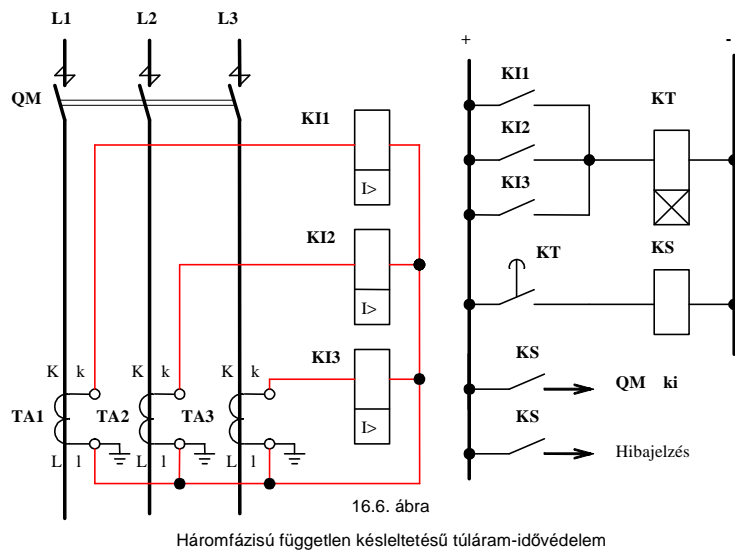 L1 L2 L3
QM
KI1
I>
KI2
I>
KI3
I>
K k K k K k
TA1 TA2 TA3
L l L l L l
+ -
KI1
KI2
KI3
KT
KT
KS
KS
QM ki
KS
Hibajelzés
16.6. ábra
Háromfázisú független késleltetésű túláram-idővédelem